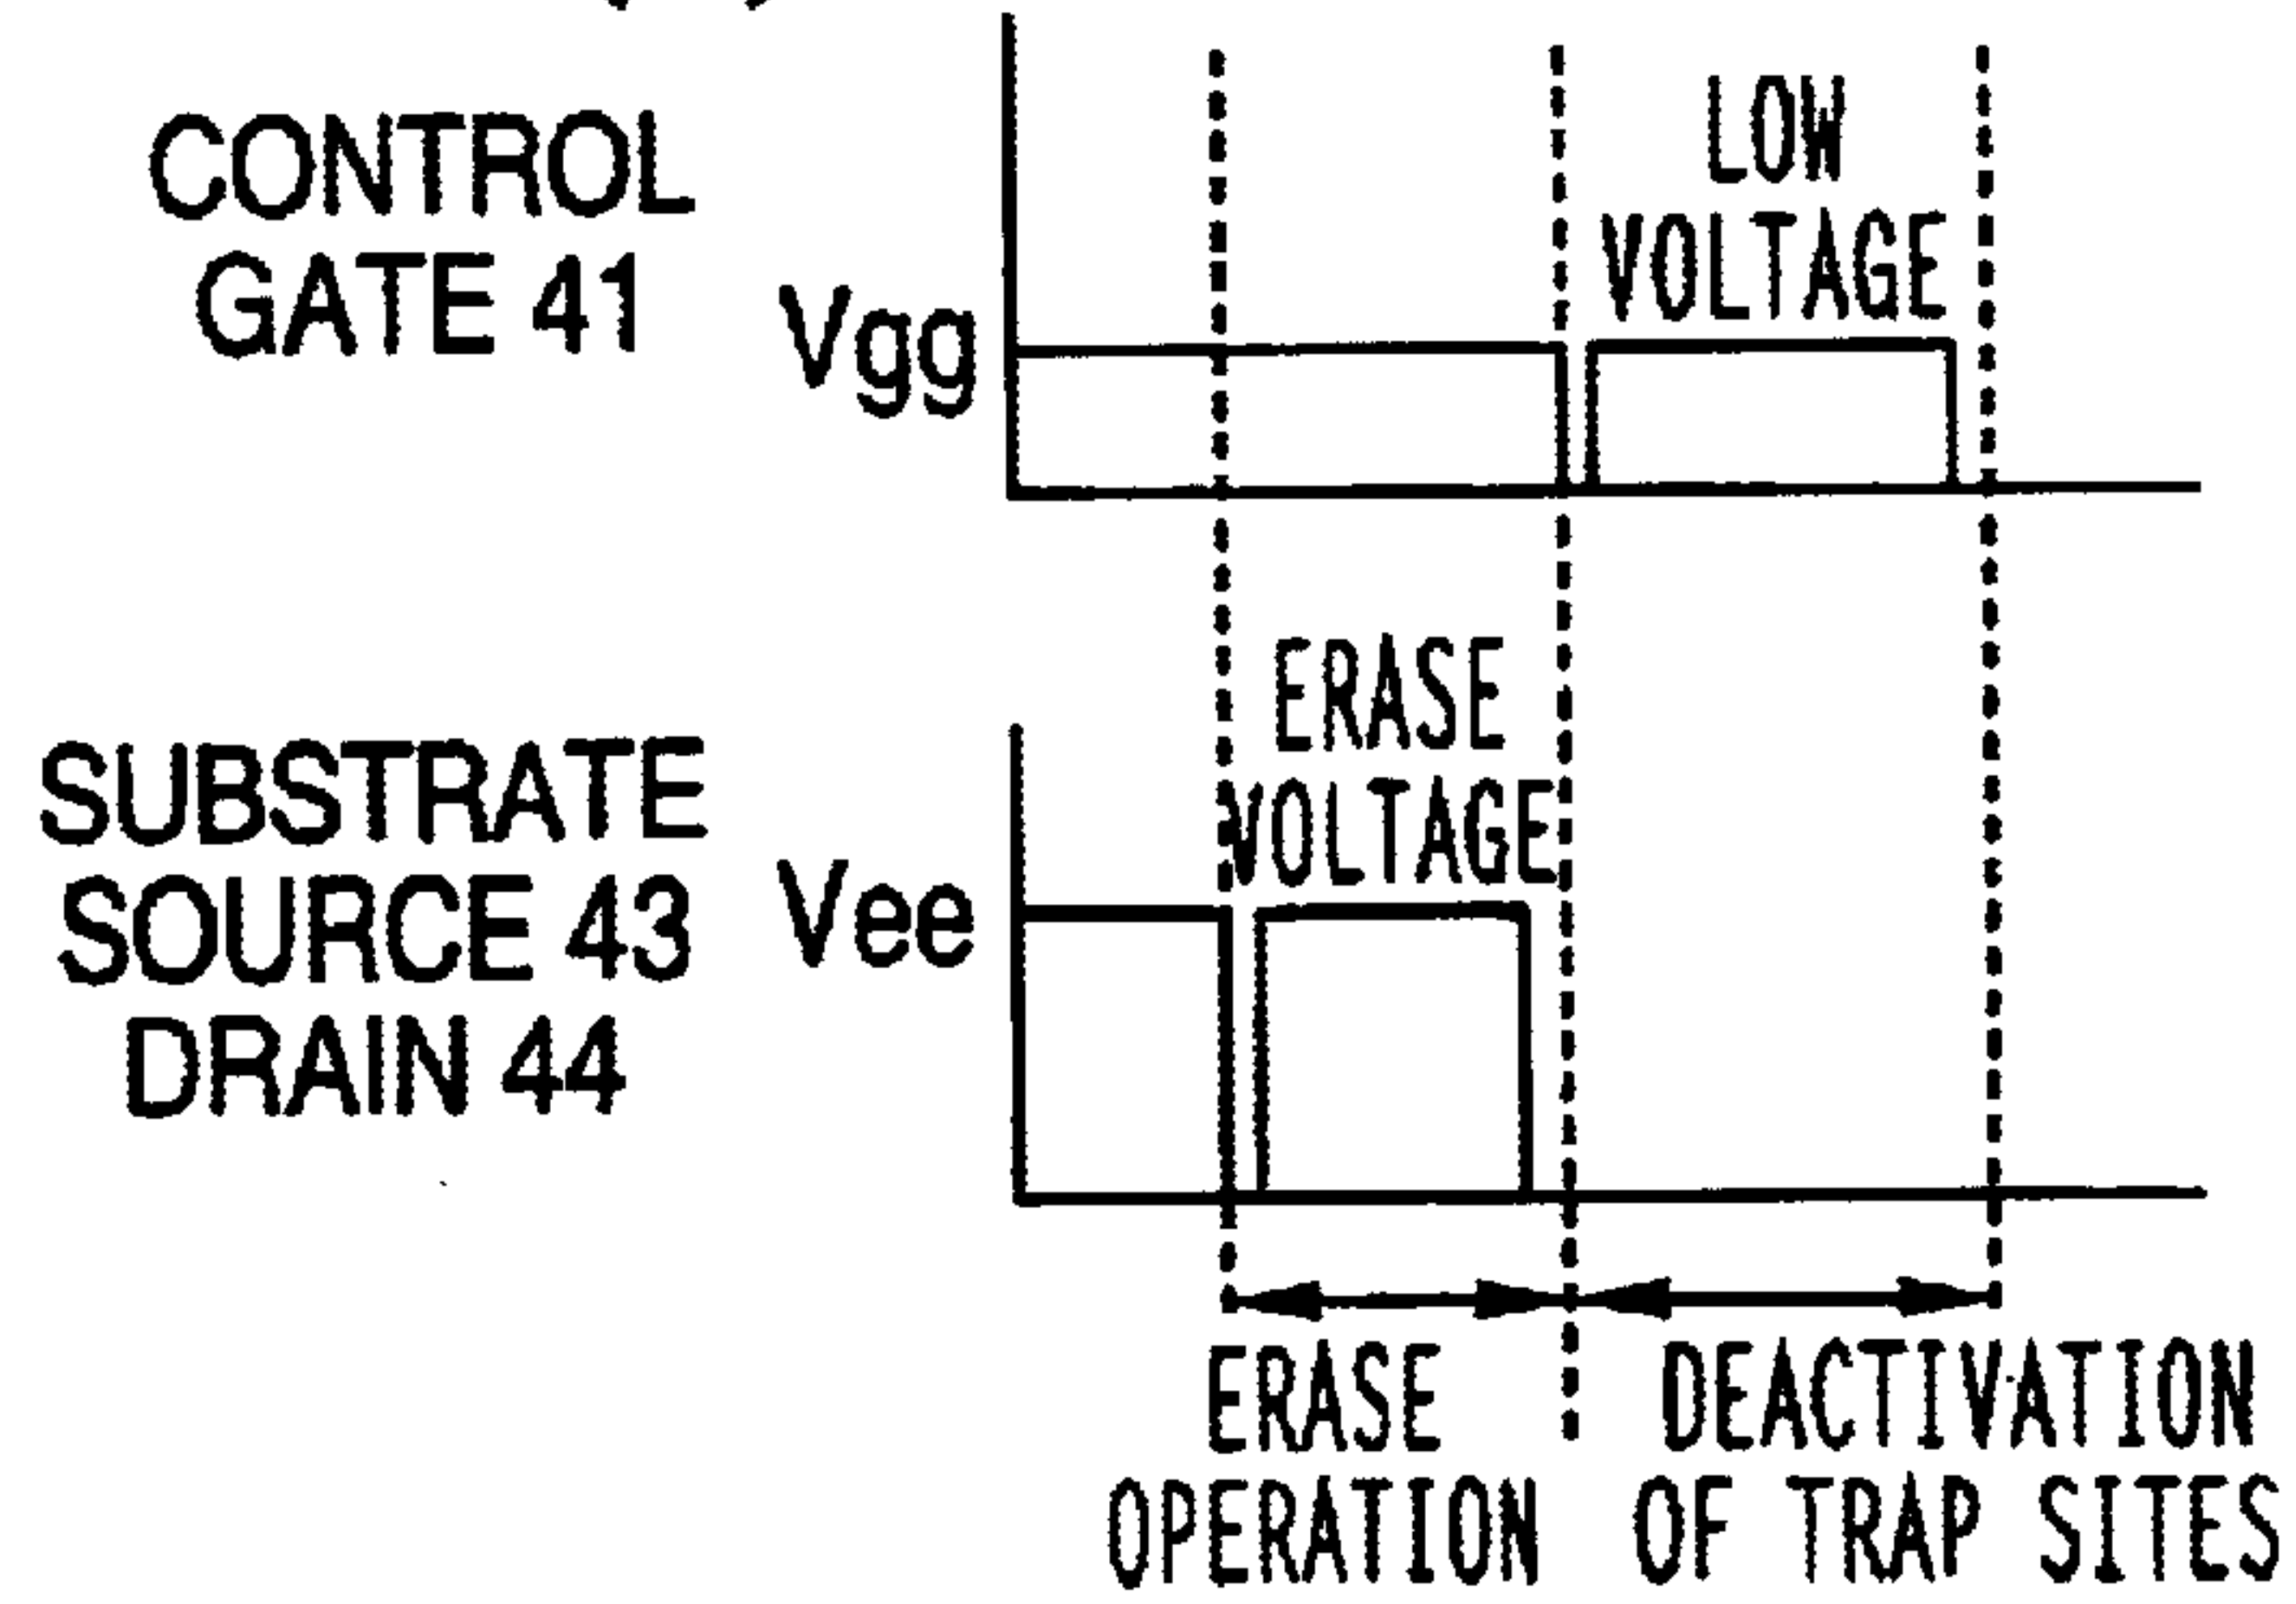 CONTROL
GATE 41
Vgg
LOW
VOLTAGE
SUBSTRATE
SOURCE 43
DRAIN 44
Vee
ERASE
VOLTAGE
ERASE
OPERATION
DEACTIVATION
OF TRAP SITES